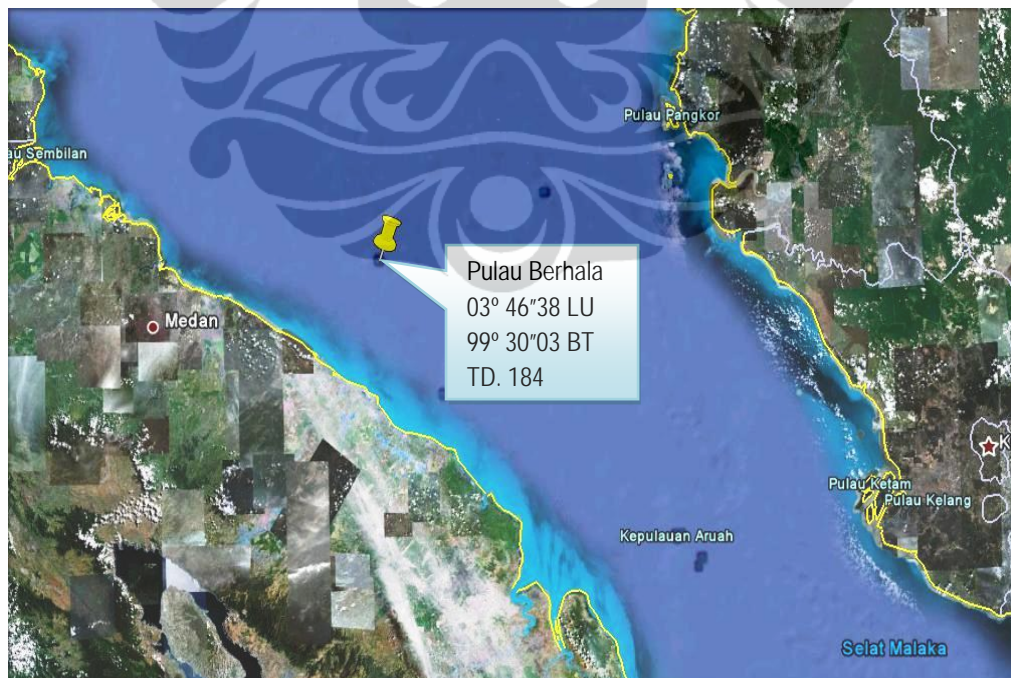 Pulau Pangkor
au Sembilan
Pulau Berhala
03º 46"38 LU
99º 30"03 BT
TD. 184
Medan
K
Pulau Ketam
Pulau Kelang
Kepulauan Aruah
Selat Malaka